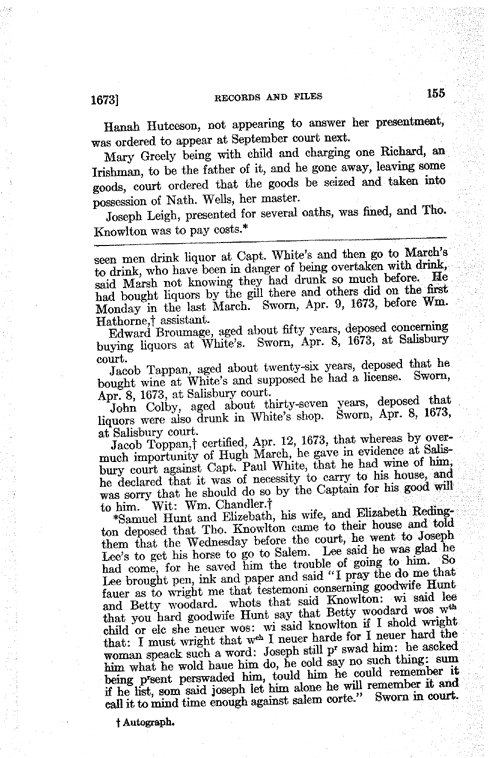 1673] RECORDS AND FILES 155
Hanah Hutceson, not appearing to answer her presentment,
was ordered to appear at September court next.
Mary Greely being with child and charging one Richard, an
Irishman, to be the father of it, and he gone away, leaving some
goods, court ordered that the goods be seized and taken into
possession of Nath. Wells, her master.
Joseph Leigh, presented for several oaths, was fined, and Tho.
Knowlton was to pay costs.*
seen men drink liquor at Capt. White's and then go to March's
to drink, who have been in danger of being overtaken with drink,
said Marsh not knowing they had drunk so much before. He
had bought liquors by the gill there and others did on the first
Monday in the last March. Sworn, Apr. 9, 1673, before Wm.
Hathorne,† assistant.
Edward Broumage, aged about fifty years, deposed concerning
buying liquors at White's. Sworn, Apr. 8, 1673, at Salisbury
court.
Jacob Tappan, aged about twenty-six years, deposed that he
bought wine at White's and supposed he had a license. Sworn,
Apr. 8, 1673, at Salisbury court.
John Colby, aged about thirty-seven years, deposed that
liquors were also drunk in White's shop. Sworn, Apr. 8, 1673,
at Salisbury court.
Jacob Toppan,† certified, Apr. 12, 1673, that whereas by over-
much importunity of Hugh March, he gave in evidence at Salis-
bury court against Capt. Paul White, that he had wine of him,
he declared that it was of necessity to carry to his house, and
was sorry that he should do so by the Captain for his good will
to him. Wit: Wm. Chandler.†
*Samuel Hunt and Elizebath, his wife, and Elizabeth Reding-
ton deposed that Tho. Knowlton came to their house and told
them that the Wednesday before the court, he went to Joseph
Lee's to get his horse to go to Salem. Lee said he was glad he
had come, for he saved him the trouble of going to him. So
Lee brought pen, ink and paper and said "I pray the do me that
fauer as to wright me that testemoni conserning goodwife Hunt
and Betty woodard. whots that said Knowlton: wi said lee
that you hard goodwife Hunt say that Betty woodard wos wth
child or elc she neuer wos: wi said knowlton if I shold wright
that: I must wright that wch I neuer harde for I neuer hard the
woman speack such a word: Joseph still pr swad him: he ascked
him what he wold haue him do, he cold say no such thing: sum
being p'sent perswaded him, tould him he could remember it
if he list, som said joseph let him alone he will remember it and
call it to mind time enough against salem corte." Sworn in court.
† Autograph.